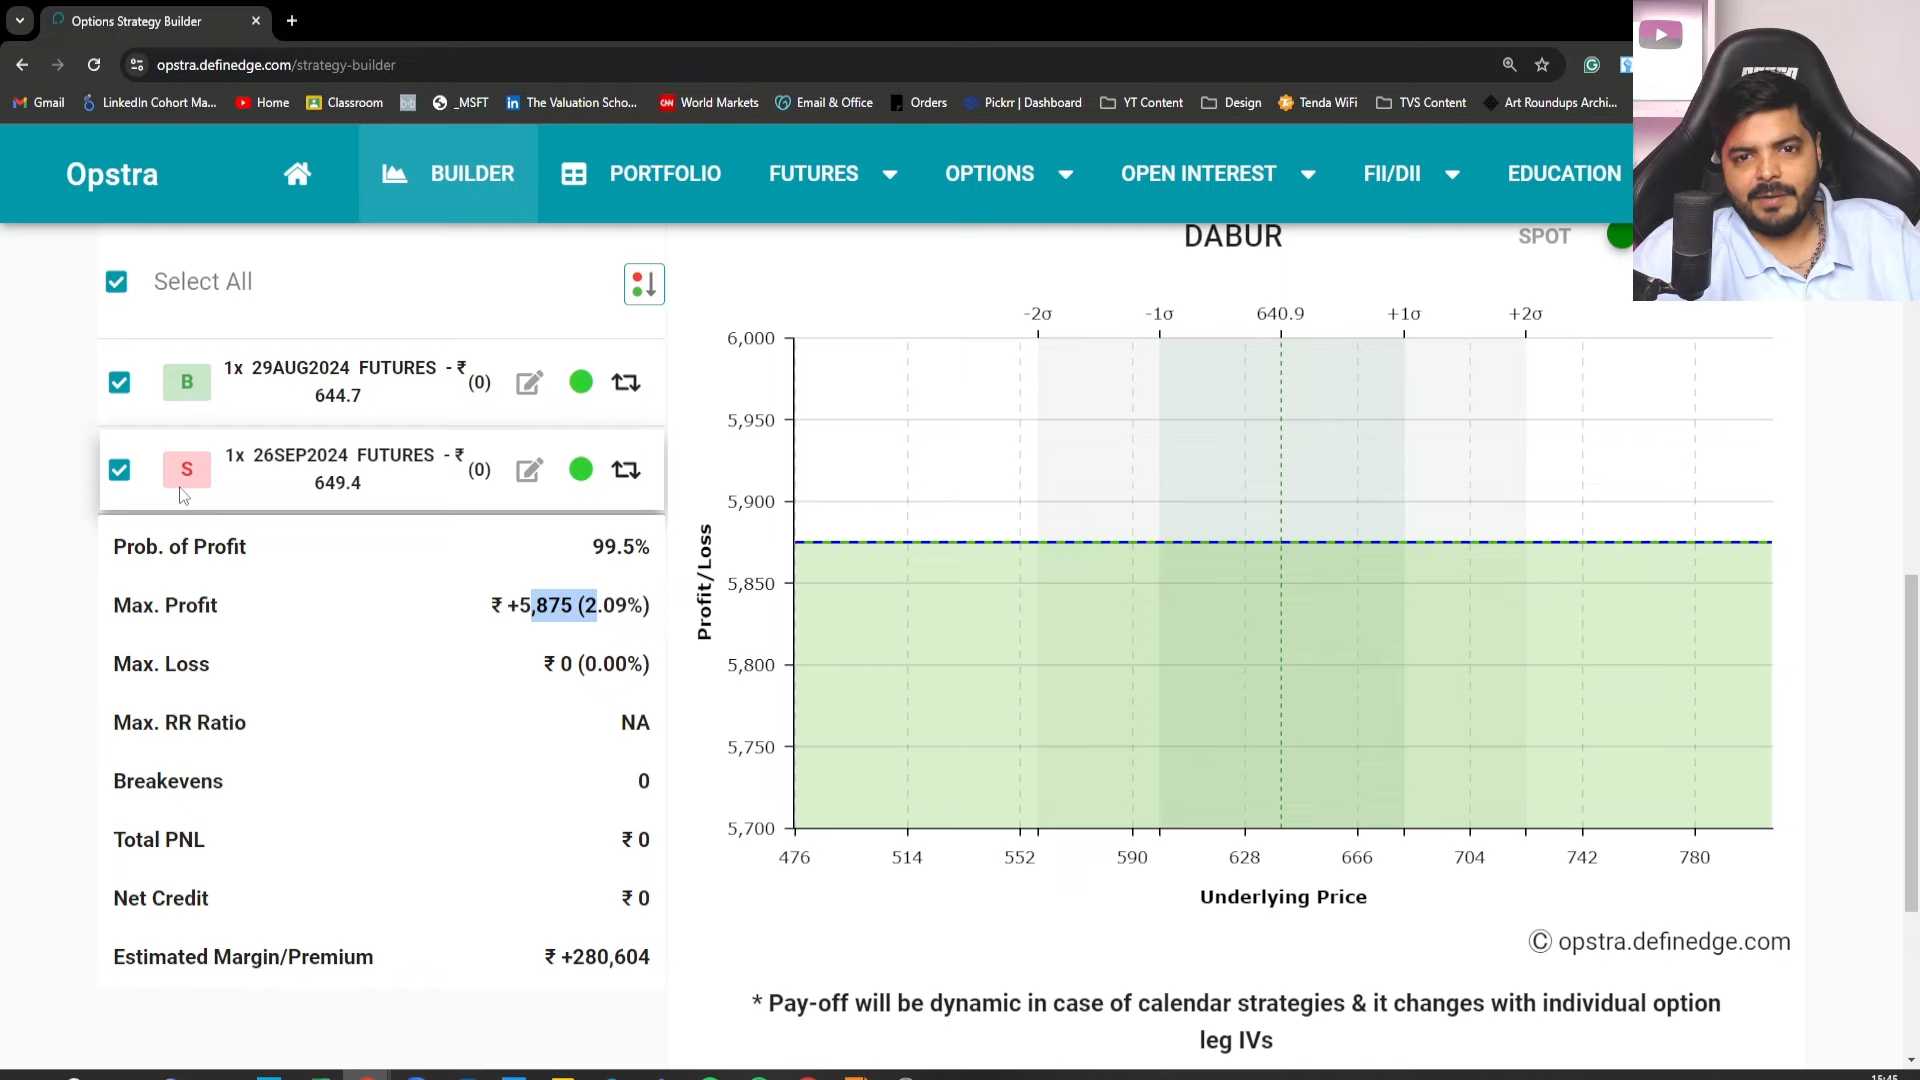 Options Strategy Builder
opstra.definedge.com/strategy-builder
Gmail LinkedIn Cohort Ma... Home Classroom _MSFT The Valuation Scho... World Markets Email & Office Orders Pickrr | Dashboard YT Content Design Tenda WiFi TVS Content Art Roundups Archi...
Opstra BUILDER PORTFOLIO FUTURES OPTIONS OPEN INTEREST FII/DII EDUCATION
Select All
B 1x 29AUG2024 FUTURES - ₹ (0)
644.7
S 1x 26SEP2024 FUTURES - ₹ (0)
649.4
Prob. of Profit 99.5%
Max. Profit ₹ +5,875 (2.09%)
Max. Loss ₹ 0 (0.00%)
Max. RR Ratio NA
Breakevens 0
Total PNL ₹ 0
Net Credit ₹ 0
Estimated Margin/Premium ₹ +280,604
DABUR
SPOT
-2σ -1σ 640.9 +1σ +2σ
6,000
5,950
5,900
5,850
5,800
5,750
5,700
Profit/Loss
476 514 552 590 628 666 704 742 780
Underlying Price
© opstra.definedge.com
* Pay-off will be dynamic in case of calendar strategies & it changes with individual option
leg IVs